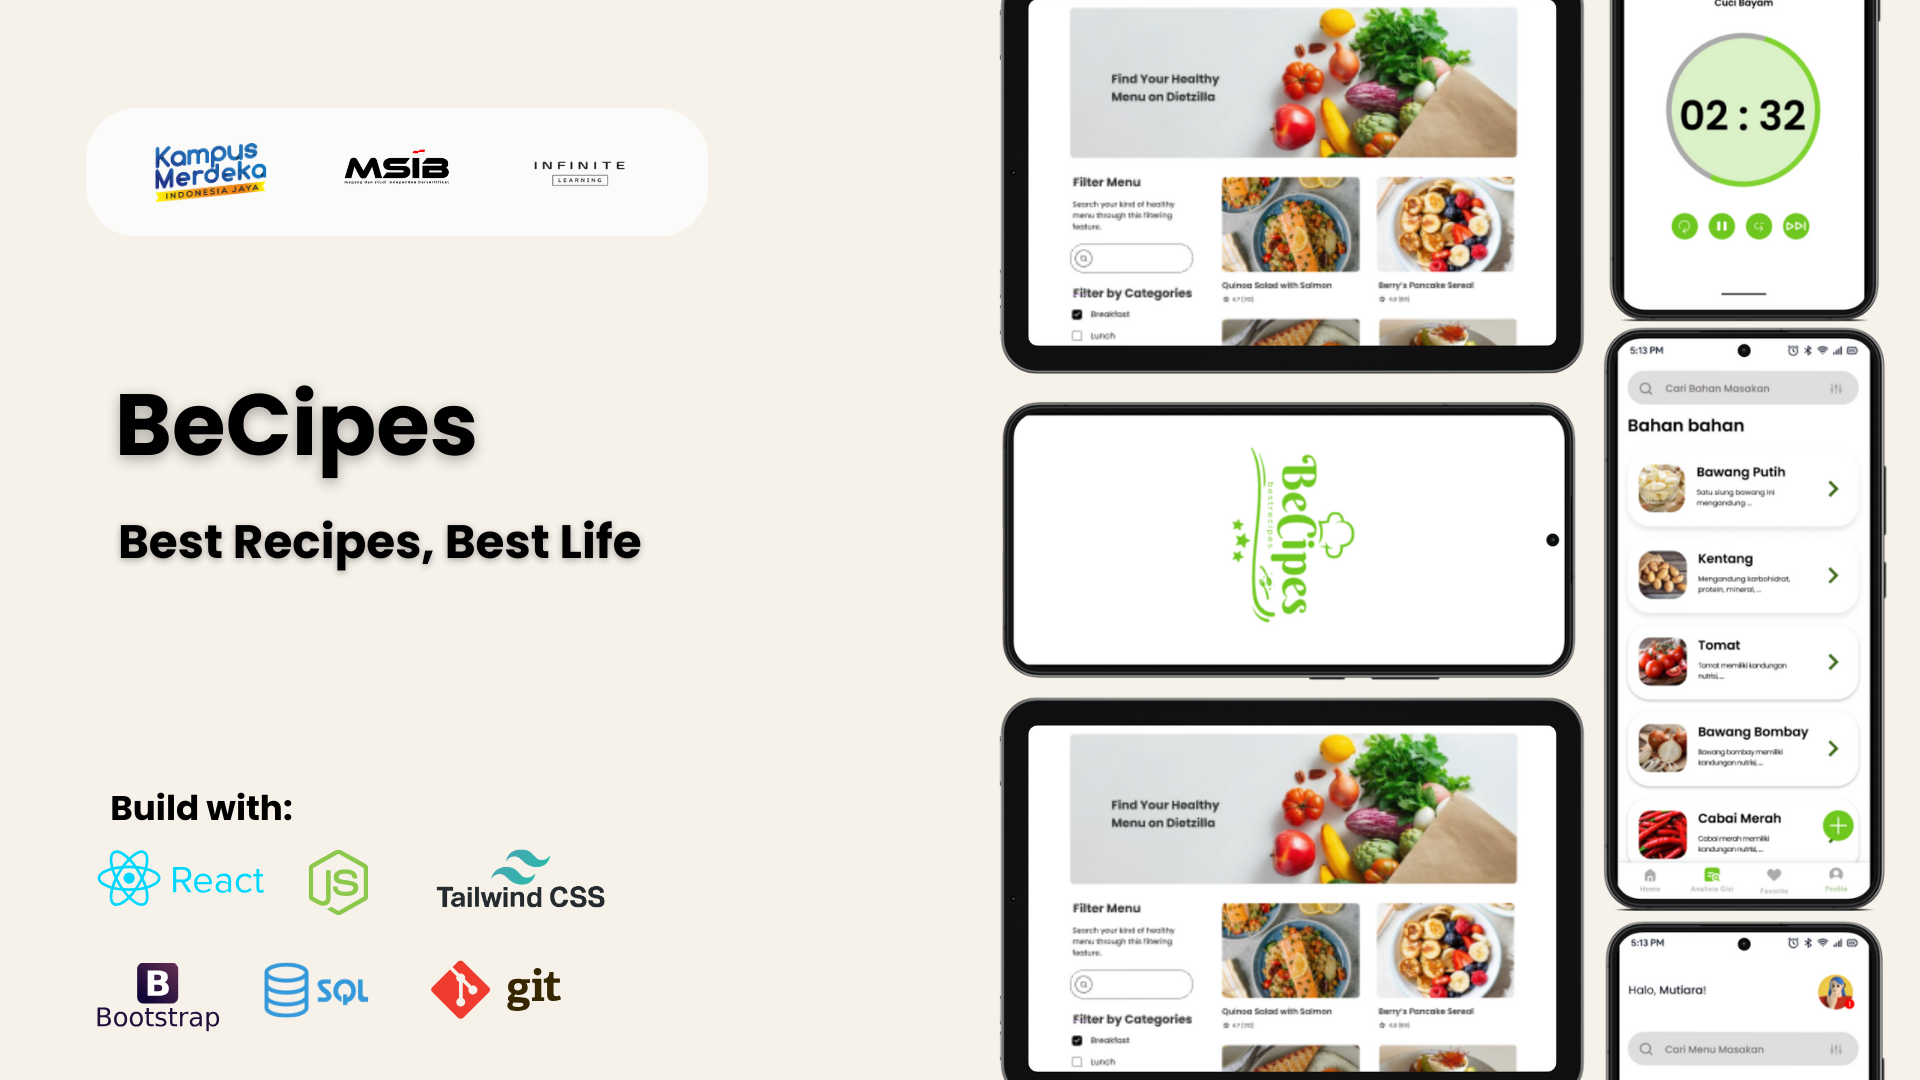 Kampus
Merdeka
INDONESIA JAYA
MSIB
INFINITE
LEARNING
BeCipes
Best Recipes, Best Life
Build with:
React
JS
Tailwind CSS
B
Bootstrap
SQL
git
Find Your Healthy
Menu on Dietzilla
Filter Menu
Search your kind of healthy
menu through this filtering
feature.
Filter by Categories
Breakfast
Lunch
Quinoa Salad with Salmon
Berry's Pancake Sereal
BeCipes
bestrecipes
Find Your Healthy
Menu on Dietzilla
Filter Menu
Search your kind of healthy
menu through this filtering
feature.
Filter by Categories
Breakfast
Lunch
Quinoa Salad with Salmon
Berry's Pancake Sereal
Cuci Bayam
02 : 32
5:13 PM
Cari Bahan Masakan
Bahan bahan
Bawang Putih
Satu siung bawang ini
mengandung ...
Kentang
Mengandung karbohidrat,
protein, mineral, ...
Tomat
Tomat memiliki kandungan
nutrisi,...
Bawang Bombay
Bawang bombay memiliki
kandungan nutrisi, ...
Cabai Merah
Cabai merah memiliki
kandungan nutrisi, ...
Home
Analisis Gizi
Favorite
Profile
5:13 PM
Halo, Mutiara!
Cari Menu Masakan